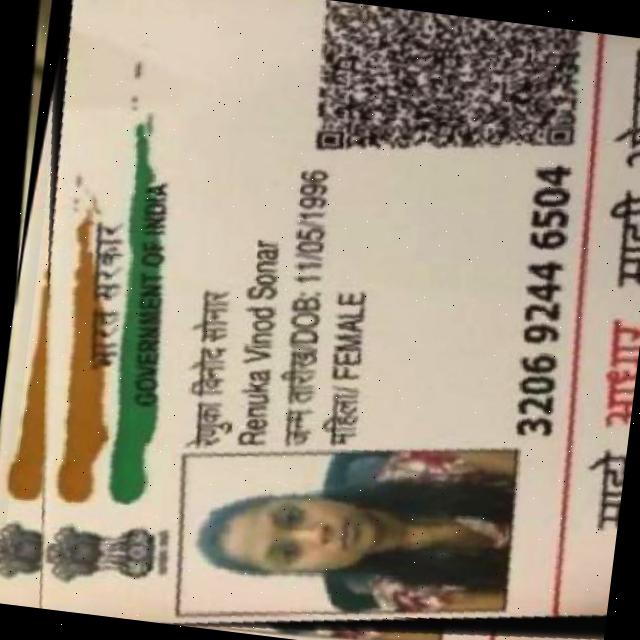 भारत सरकार
GOVERNMENT OF INDIA
रेणुका विनोद सोनार
Renuka Vinod Sonar
जन्म तारीख/DOB: 11/05/1996
महिला/ FEMALE
3206 9244 6504
माझे आधार माझी